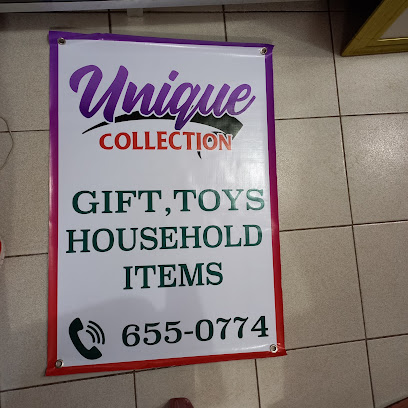 Unique
COLLECTION
GIFT, TOYS
HOUSEHOLD
ITEMS
655-0774